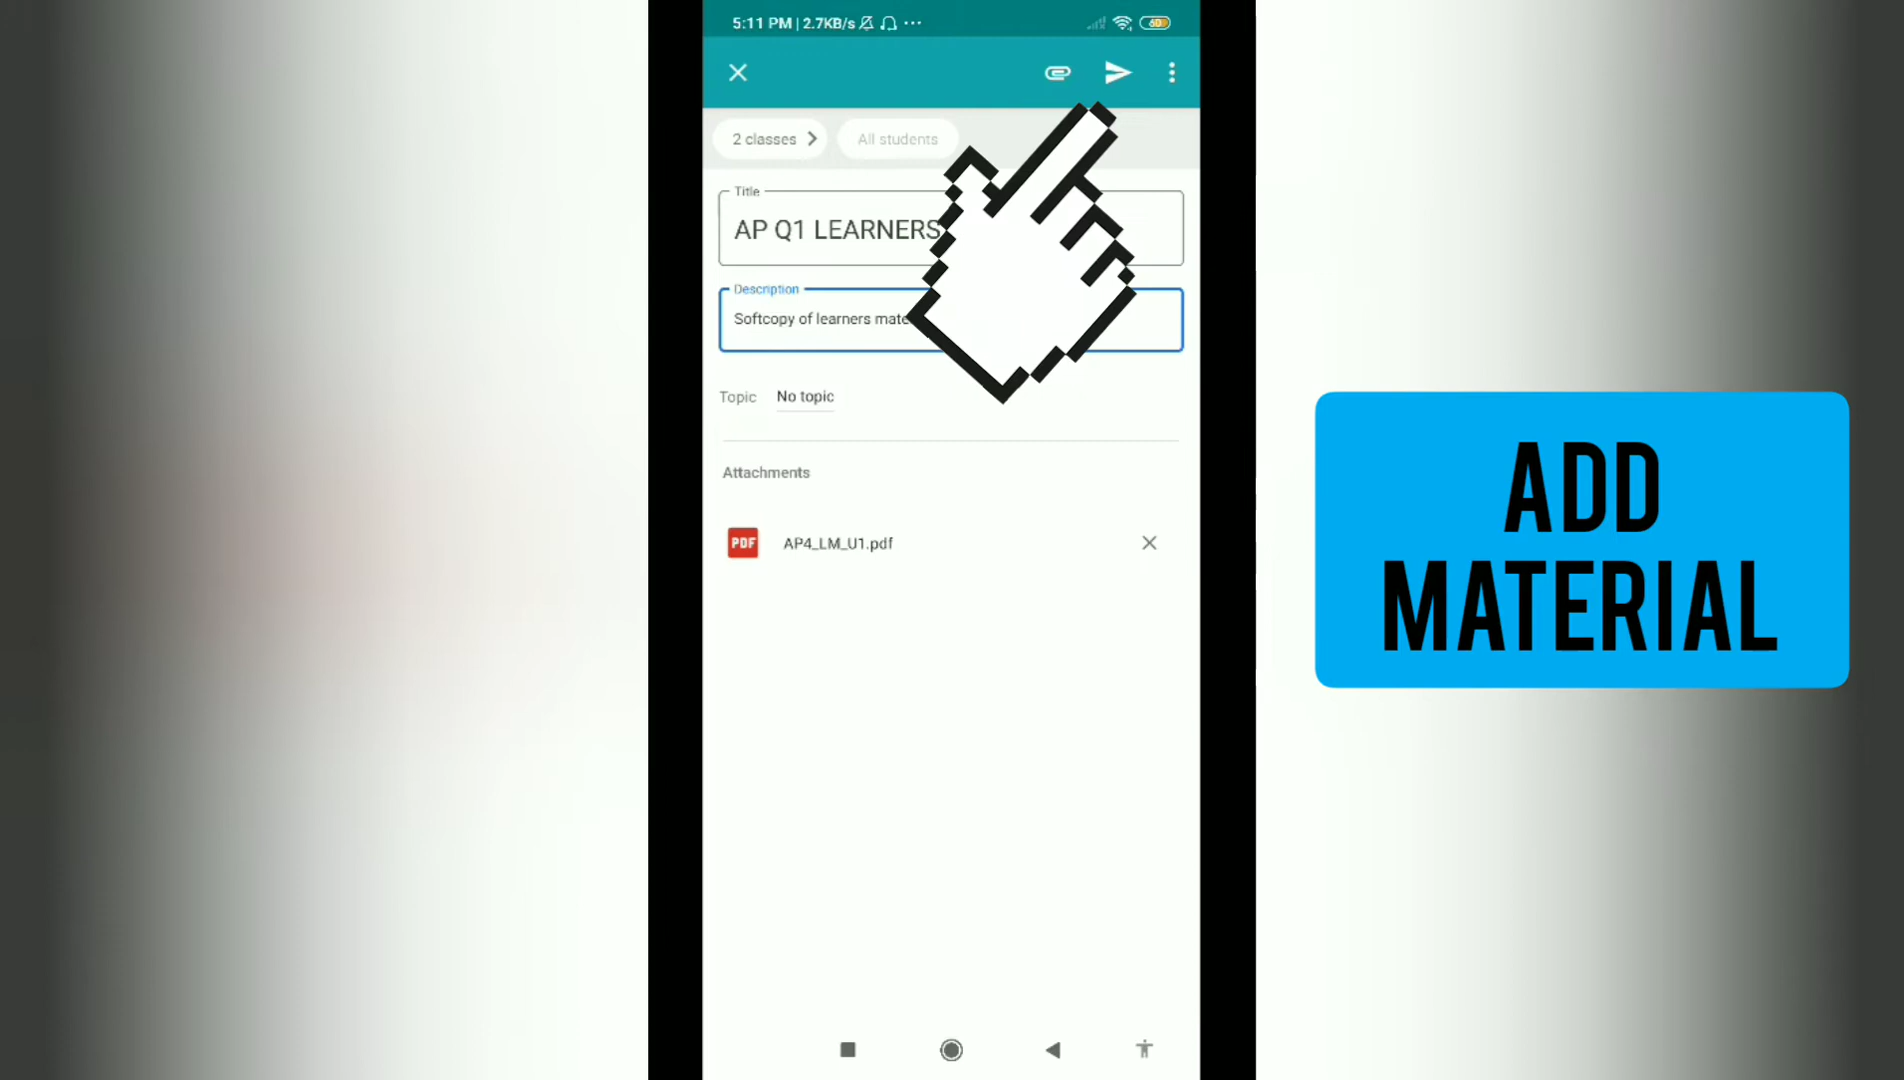 5:11 PM | 2.7KB/s ... 60
2 classes
All students
Title
AP Q1 LEARNERS
Description
Softcopy of learners
Topic No topic
Attachments
PDF AP4_LM_U1.pdf
ADD
MATERIAL